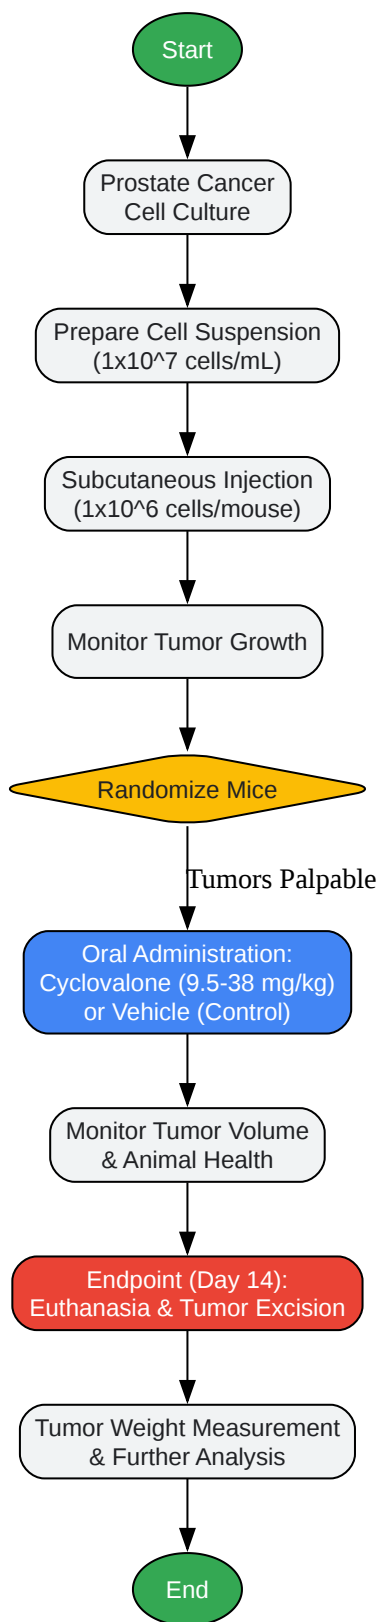 Start
Prostate Cancer
Cell Culture
Prepare Cell Suspension
(1x10^7 cells/mL)
Subcutaneous Injection
(1x10^6 cells/mouse)
Monitor Tumor Growth
Randomize Mice
Tumors Palpable
Oral Administration:
Cyclovalone (9.5-38 mg/kg)
or Vehicle (Control)
Monitor Tumor Volume
& Animal Health
Endpoint (Day 14):
Euthanasia & Tumor Excision
Tumor Weight Measurement
& Further Analysis
End